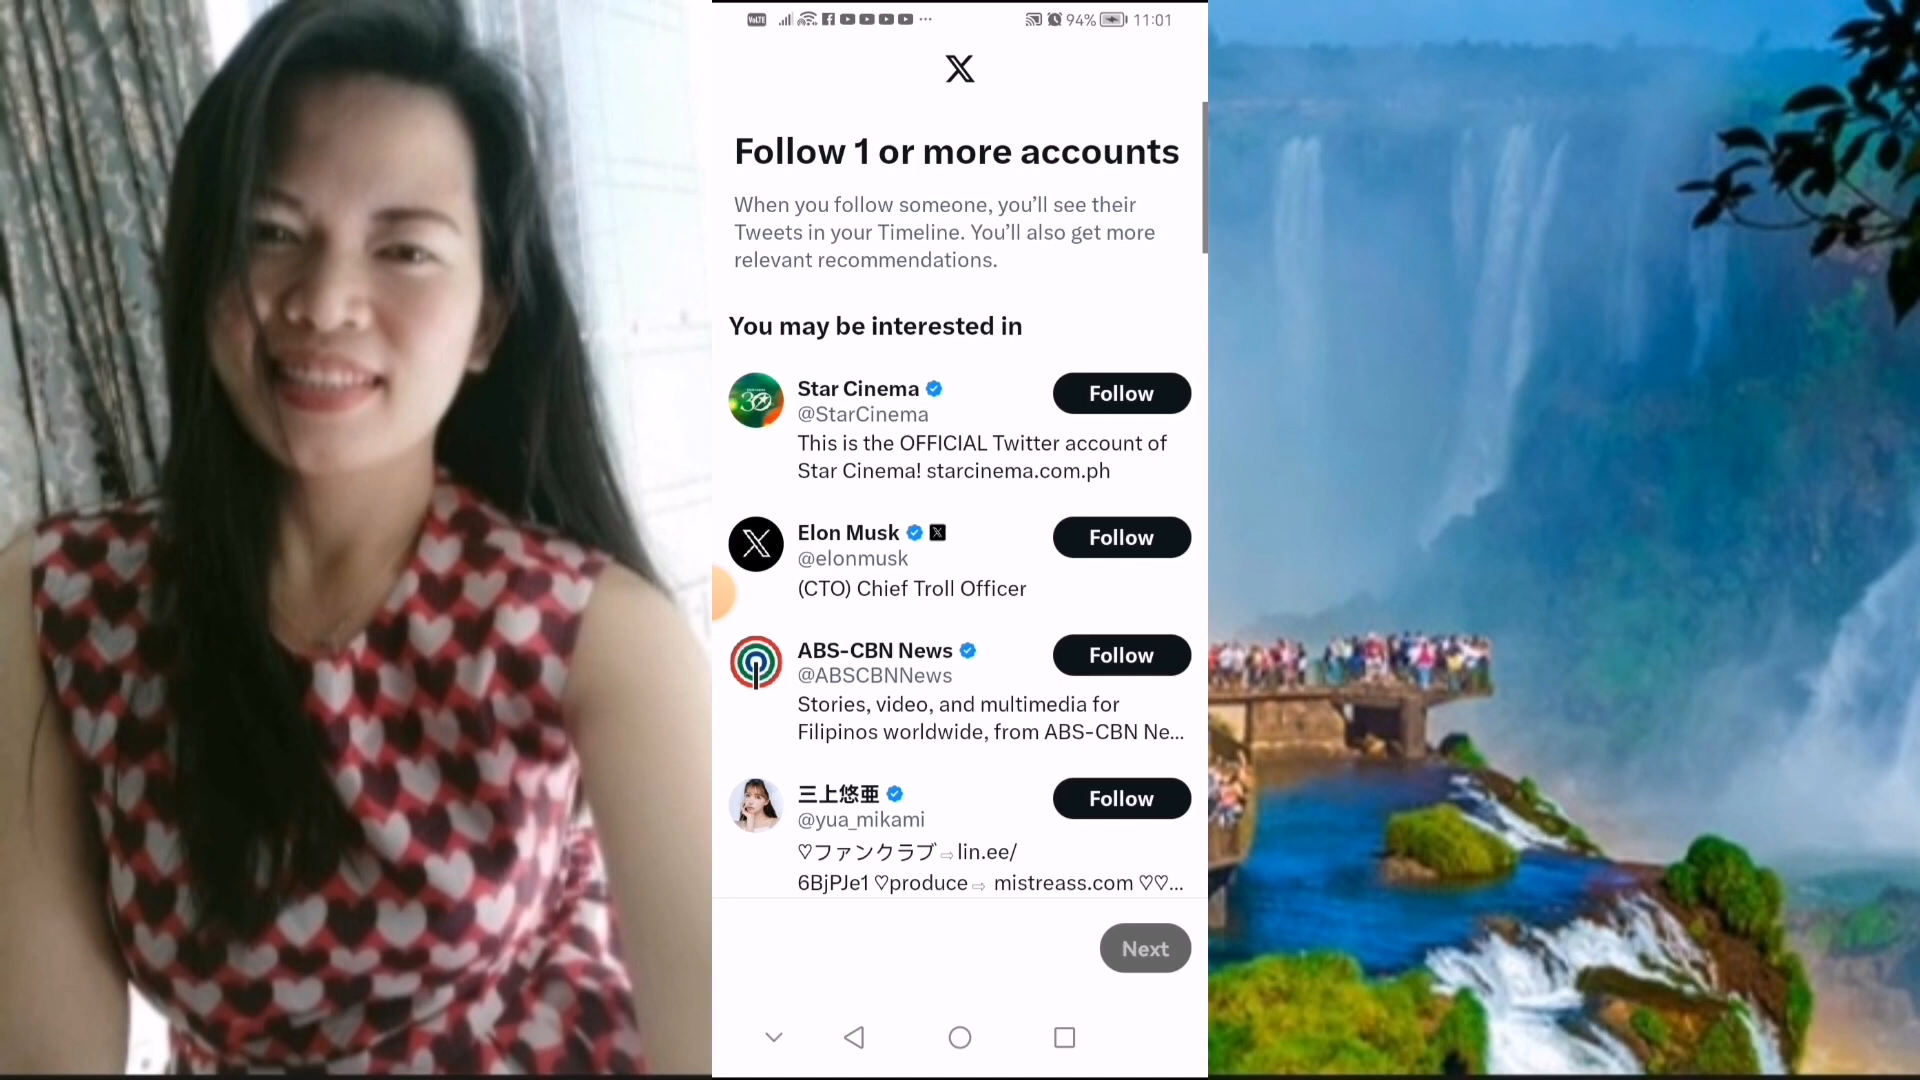 VoLTE
94% 11:01
X
Follow 1 or more accounts
When you follow someone, you’ll see their
Tweets in your Timeline. You’ll also get more
relevant recommendations.
You may be interested in
30
Star Cinema
Follow
@StarCinema
This is the OFFICIAL Twitter account of
Star Cinema! starcinema.com.ph
Elon Musk
Follow
@elonmusk
(CTO) Chief Troll Officer
ABS-CBN News
Follow
@ABSCBNNews
Stories, video, and multimedia for
Filipinos worldwide, from ABS-CBN Ne...
三上悠亜
Follow
@yua_mikami
♡ファンクラブ⇨lin.ee/
6BjPJe1 ♡produce⇨ mistreass.com ♡♡...
Next